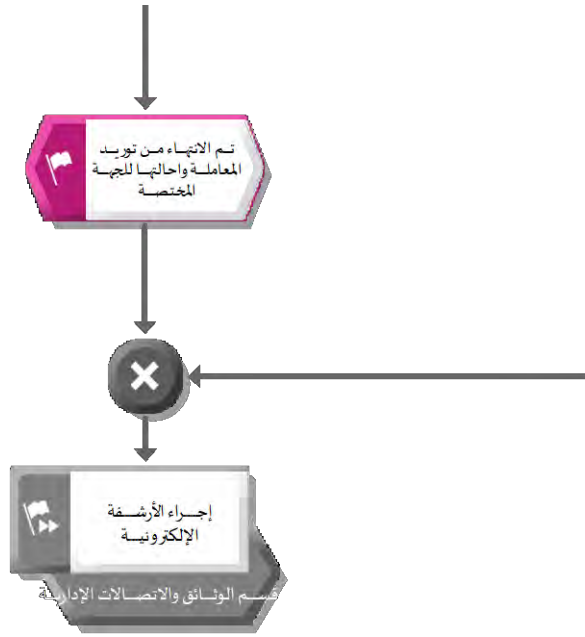 تم الانتهاء من توريد
المعاملة واحالتها للجهة
المختصة
إجراء الأرشفة
الإلكترونية
قسم الوثائق والاتصالات الإدارية